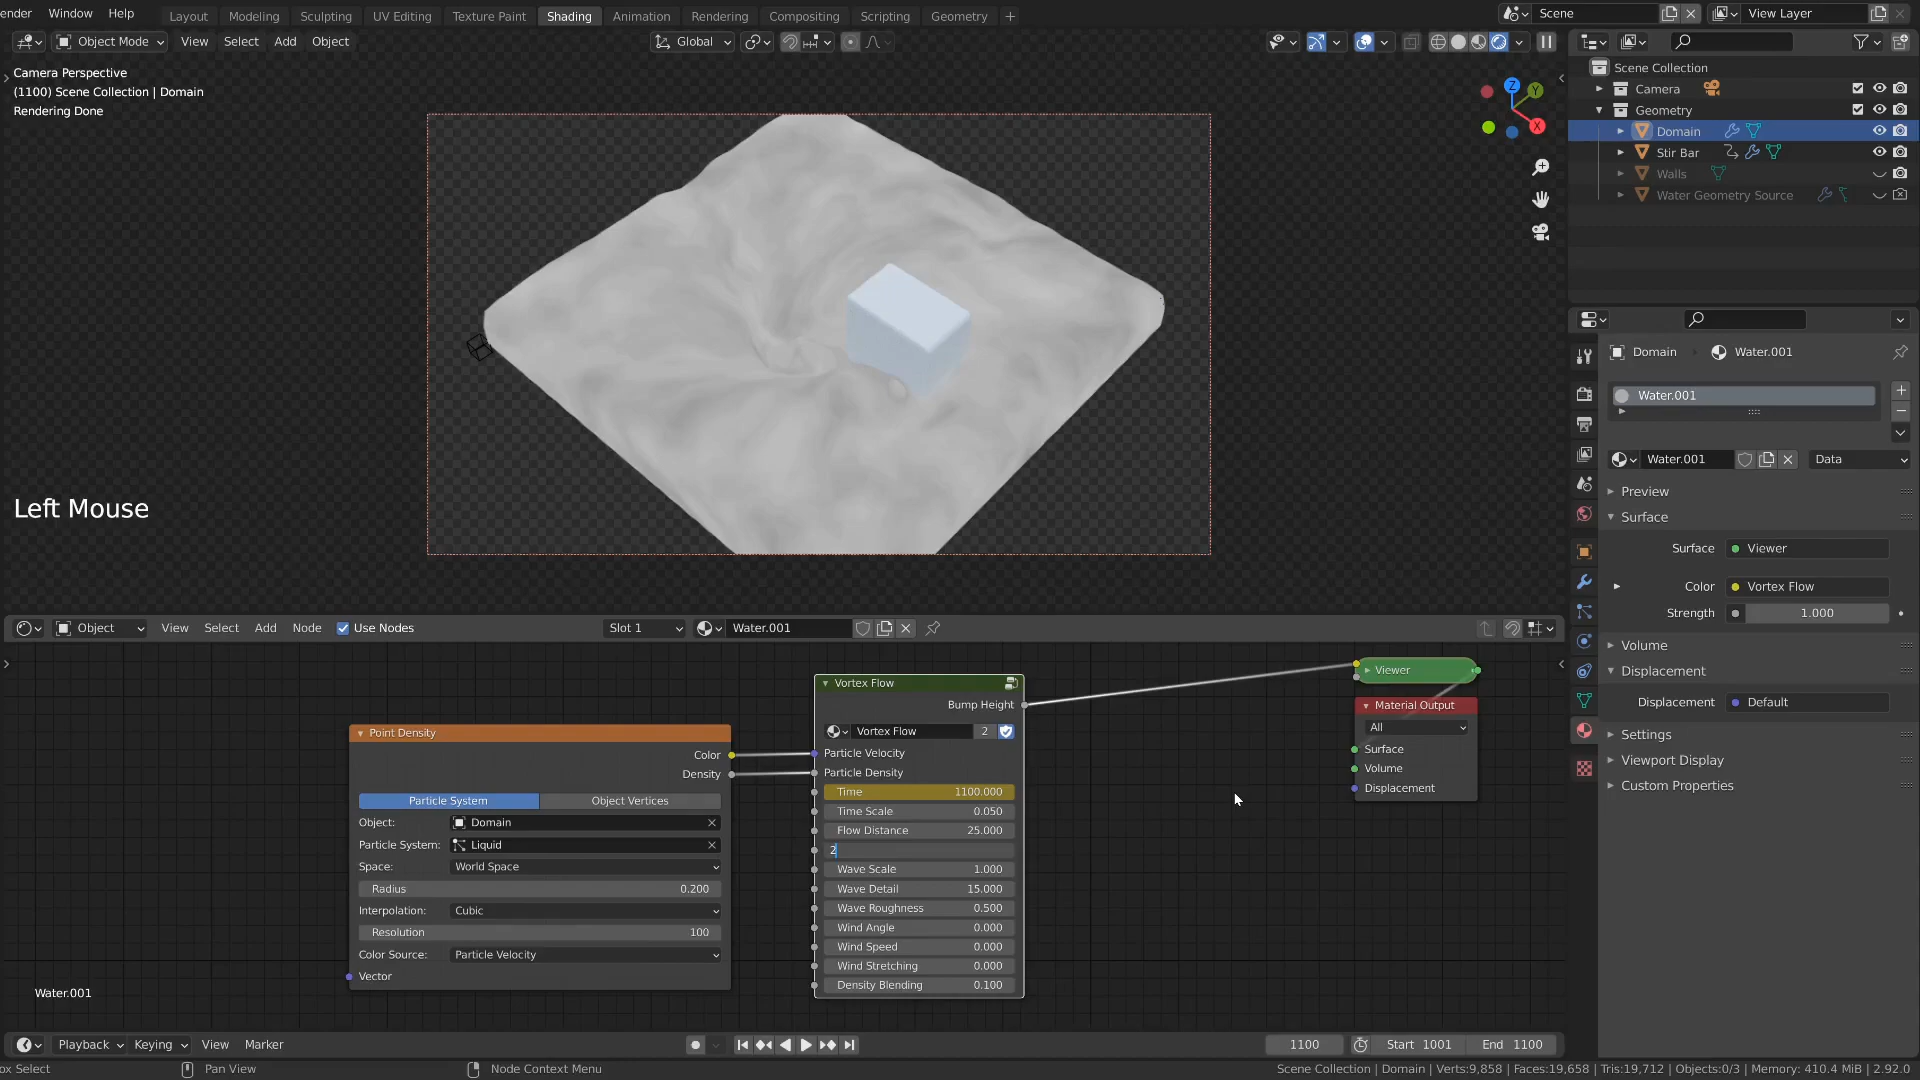 ender Window Help
Layout Modeling Sculpting UV Editing Texture Paint Shading Animation Rendering Compositing Scripting Geometry +
Scene View Layer
Object Mode View Select Add Object Global
Camera Perspective
(1100) Scene Collection | Domain
Rendering Done
Z Y X
Left Mouse
Scene Collection
Camera
Geometry
Domain
Stir Bar
Walls
Water Geometry Source
Domain Water.001
Water.001
Water.001 Data
Preview
Surface
Surface Viewer
Color Vortex Flow
Strength 1.000
Volume
Displacement
Displacement Default
Settings
Viewport Display
Custom Properties
Object View Select Add Node Use Nodes Slot 1 Water.001
Point Density
Color
Density
Particle System Object Vertices
Object: Domain
Particle System: Liquid
Space: World Space
Radius 0.200
Interpolation: Cubic
Resolution 100
Color Source: Particle Velocity
Vector
Vortex Flow
Bump Height
Vortex Flow 2
Particle Velocity
Particle Density
Time 1100.000
Time Scale 0.050
Flow Distance 25.000
2
Wave Scale 1.000
Wave Detail 15.000
Wave Roughness 0.500
Wind Angle 0.000
Wind Speed 0.000
Wind Stretching 0.000
Density Blending 0.100
Viewer
Material Output
All
Surface
Volume
Displacement
Water.001
Playback Keying View Marker 1100 Start 1001 End 1100
ox Select Pan View Node Context Menu Scene Collection | Domain | Verts:9,858 | Faces:19,658 | Tris:19,712 | Objects:0/3 | Memory: 410.4 MiB | 2.92.0